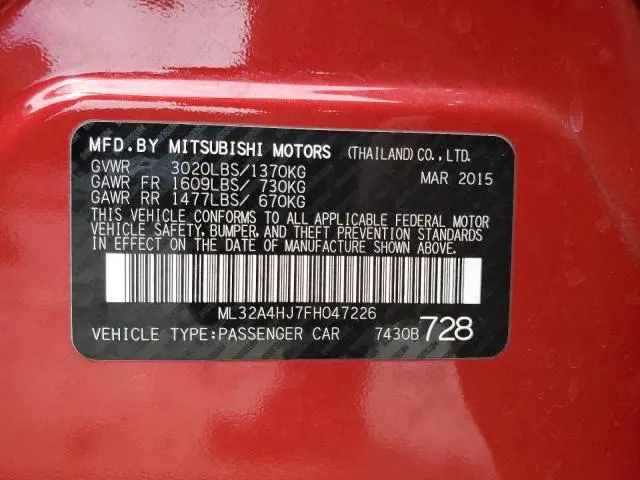 MFD.BY MITSUBISHI MOTORS (THAILAND) CO., LTD.
GVWR 3020LBS/1370KG MAR 2015
GAWR FR 1609LBS/ 730KG
GAWR RR 1477LBS/ 670KG
THIS VEHICLE CONFORMS TO ALL APPLICABLE FEDERAL MOTOR
VEHICLE SAFETY, BUMPER, AND THEFT PREVENTION STANDARDS
IN EFFECT ON THE DATE OF MANUFACTURE SHOWN ABOVE.
ML32A4HJ7FH047226
VEHICLE TYPE:PASSENGER CAR 7430B 728